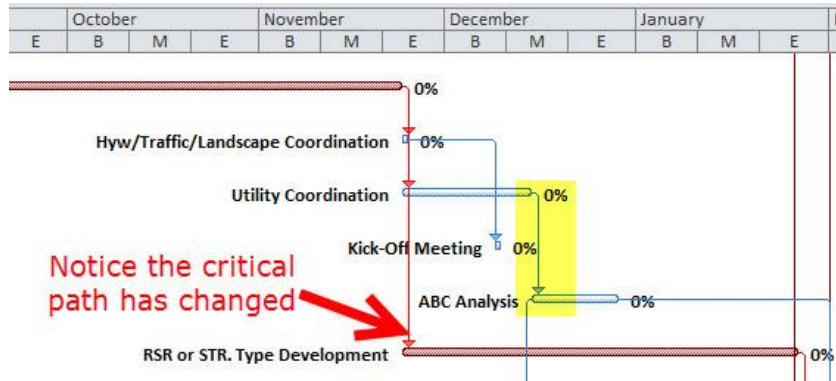 October November December January
E B M E B M E B M E B M E
0%
Hyw/Traffic/Landscape Coordination 0%
Utility Coordination 0%
Kick-Off Meeting 0%
Notice the critical
path has changed
ABC Analysis 0%
RSR or STR. Type Development 0%